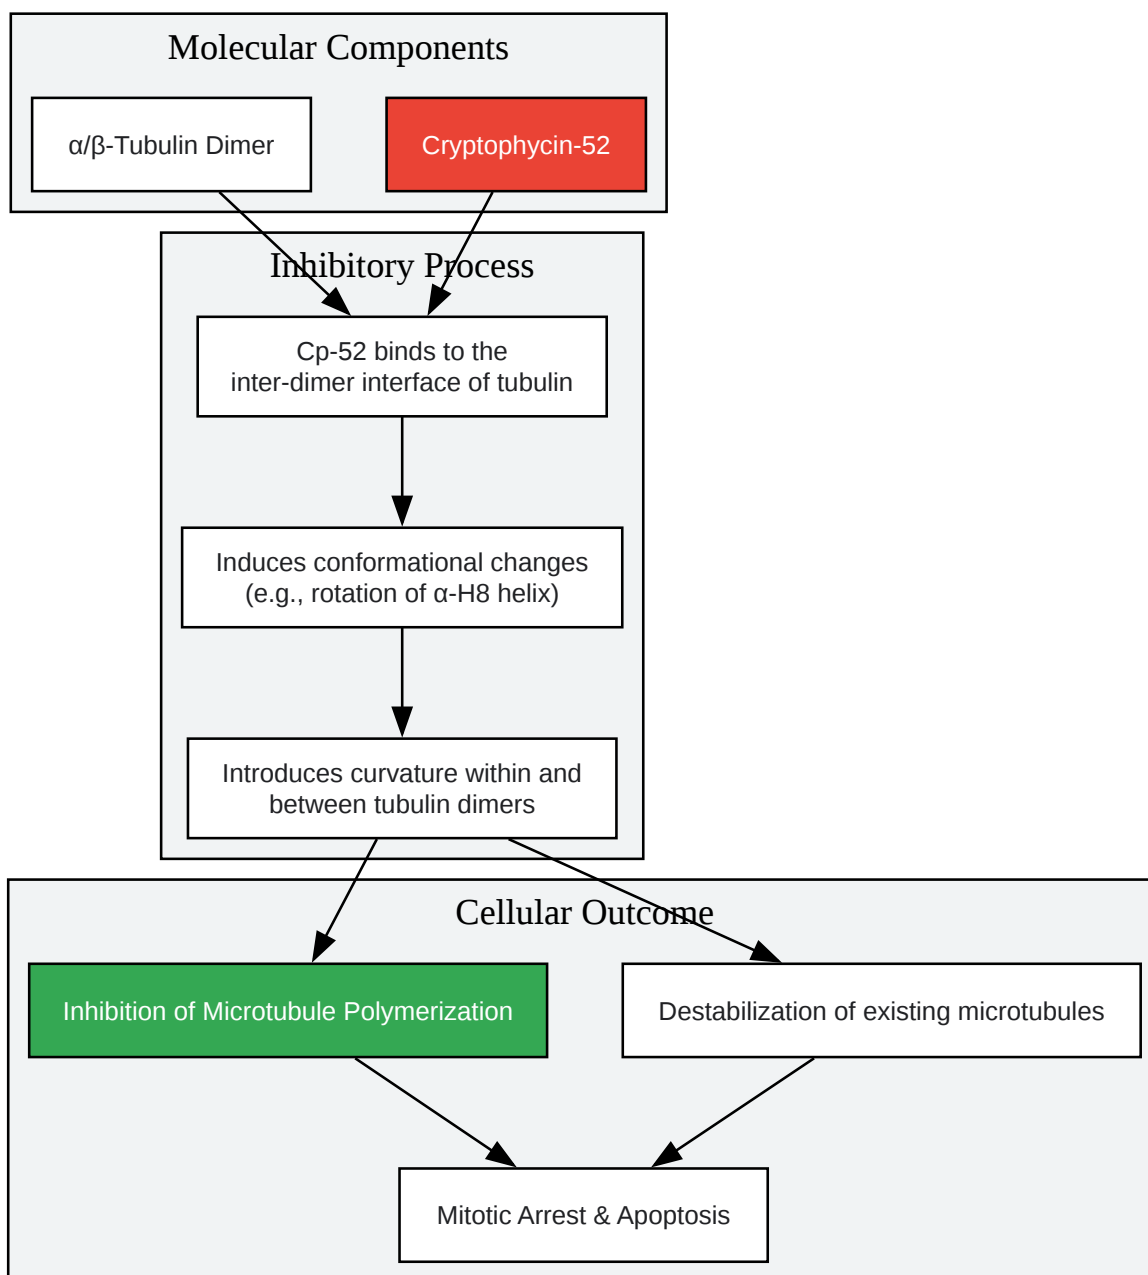 Molecular Components
α/β-Tubulin Dimer
Cryptophycin-52
Inhibitory Process
Cp-52 binds to the
inter-dimer interface of tubulin
Induces conformational changes
(e.g., rotation of α-H8 helix)
Introduces curvature within and
between tubulin dimers
Cellular Outcome
Inhibition of Microtubule Polymerization
Destabilization of existing microtubules
Mitotic Arrest & Apoptosis